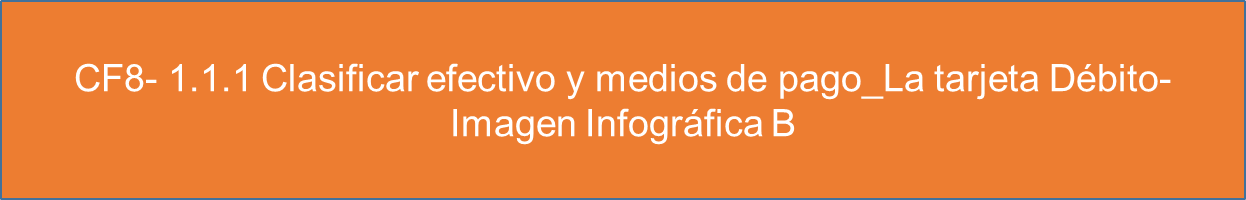 CF8- 1.1.1 Clasificar efectivo y medios de pago_La tarjeta Débito-
Imagen Infográfica B